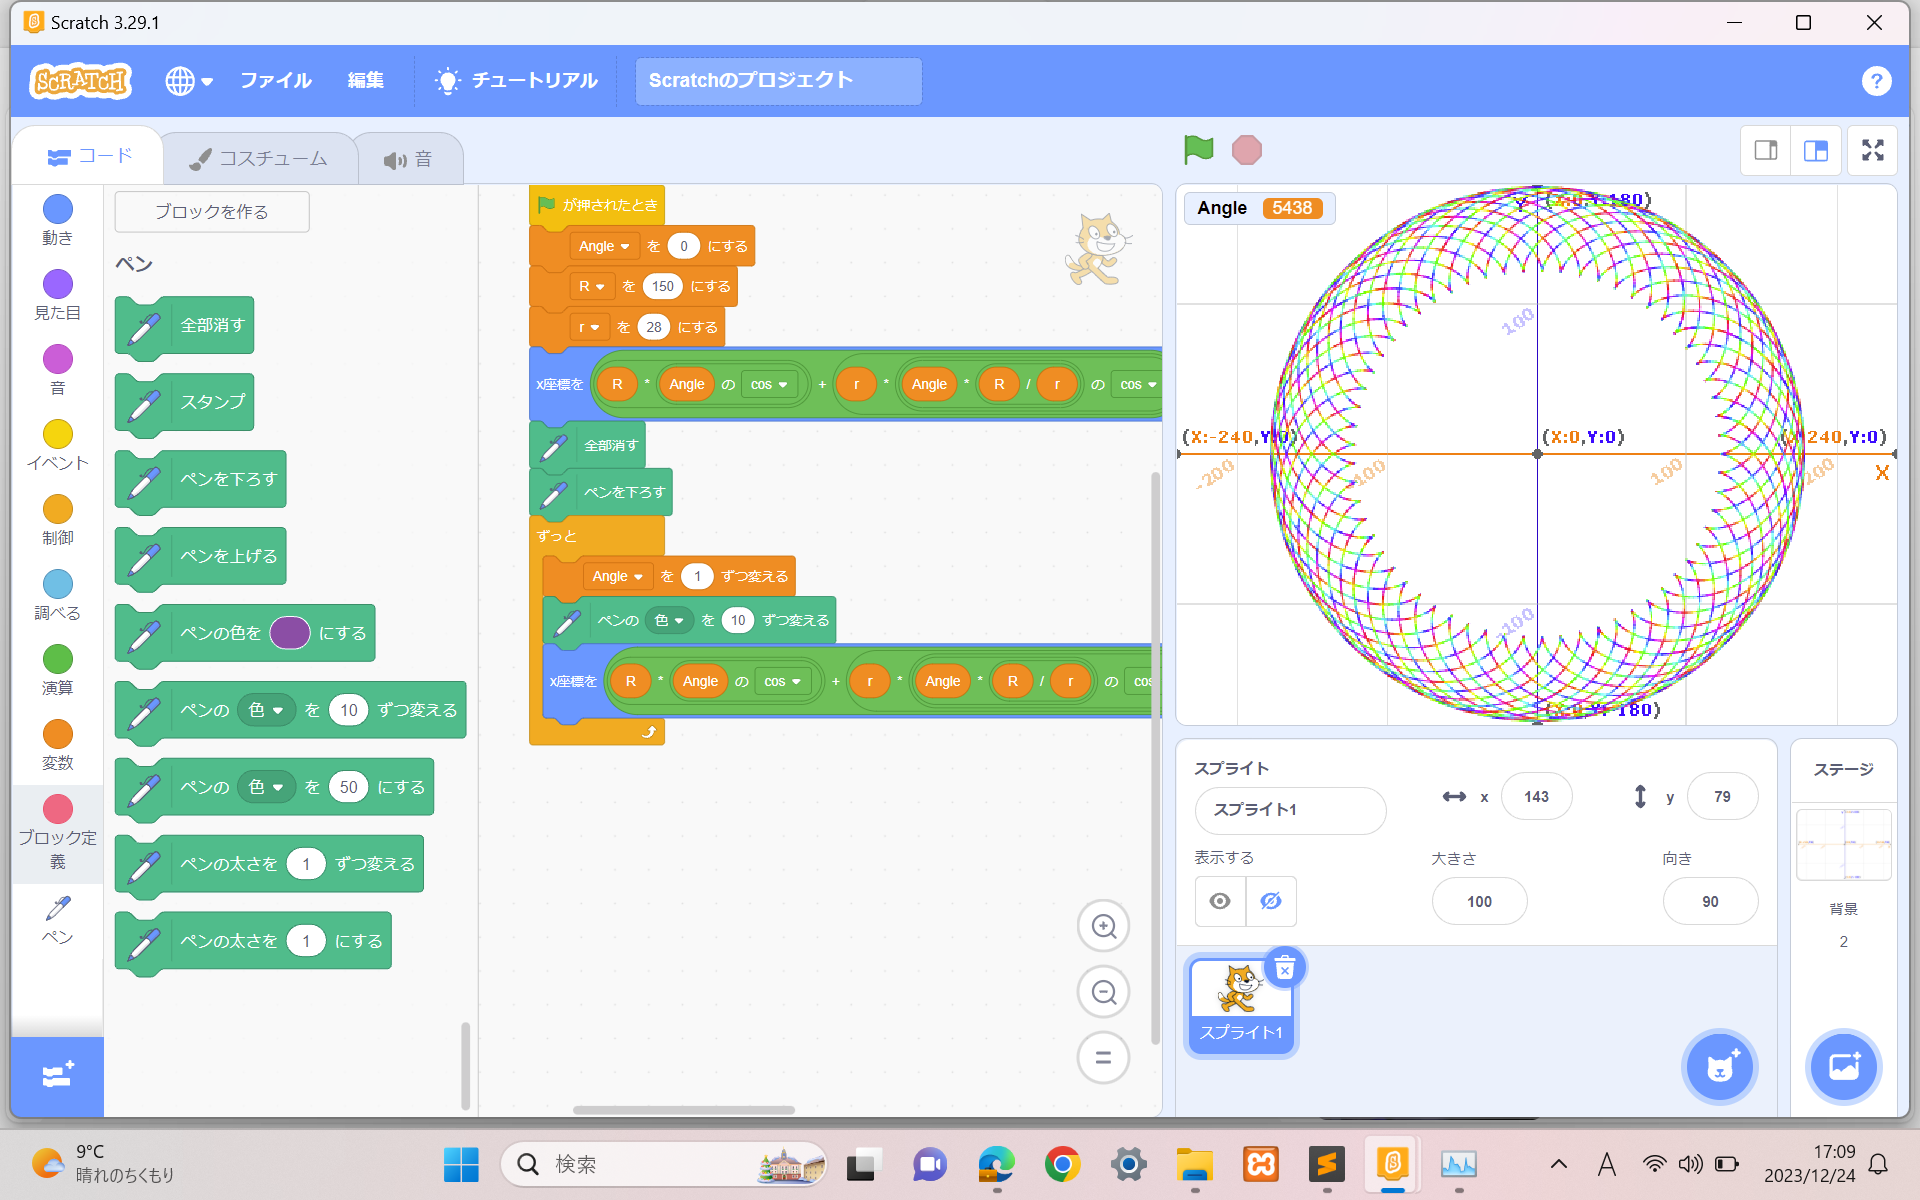 Scratch 3.29.1
SCRATCH
ファイル
編集
チュートリアル
Scratchのプロジェクト
?
コード
コスチューム
音
動き
見た目
音
イベント
制御
調べる
演算
変数
ブロック定義
ペン
ブロックを作る
ペン
全部消す
スタンプ
ペンを下ろす
ペンを上げる
ペンの色を にする
ペンの 色 を 10 ずつ変える
ペンの 色 を 50 にする
ペンの太さを 1 ずつ変える
ペンの太さを 1 にする
が押されたとき
Angle を 0 にする
R を 150 にする
r を 28 にする
x座標を R * Angle の cos + r * Angle * R / r の cos
全部消す
ペンを下ろす
ずっと
Angle を 1 ずつ変える
ペンの 色 を 10 ずつ変える
x座標を R * Angle の cos + r * Angle * R / r の cos
Angle 5438
100
(X:-240,Y:0)
(X:0,Y:0)
240,Y:0)
-200
-100
100
200
X
-100
スプライト
スプライト1
x 143
y 79
表示する
大きさ
100
向き
90
スプライト1
ステージ
背景
2
9°C
晴れのちくもり
検索
A
17:09
2023/12/24